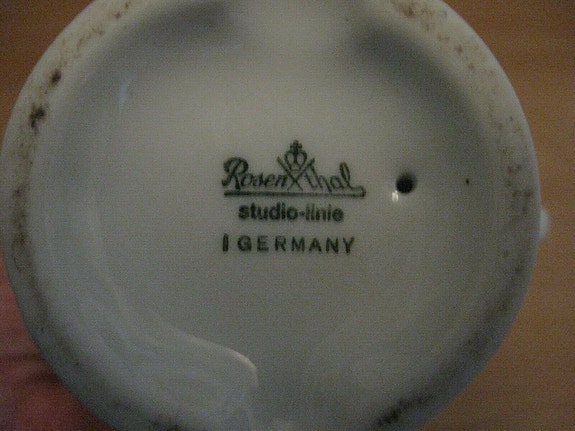 Rosenthal
studio-linie
GERMANY